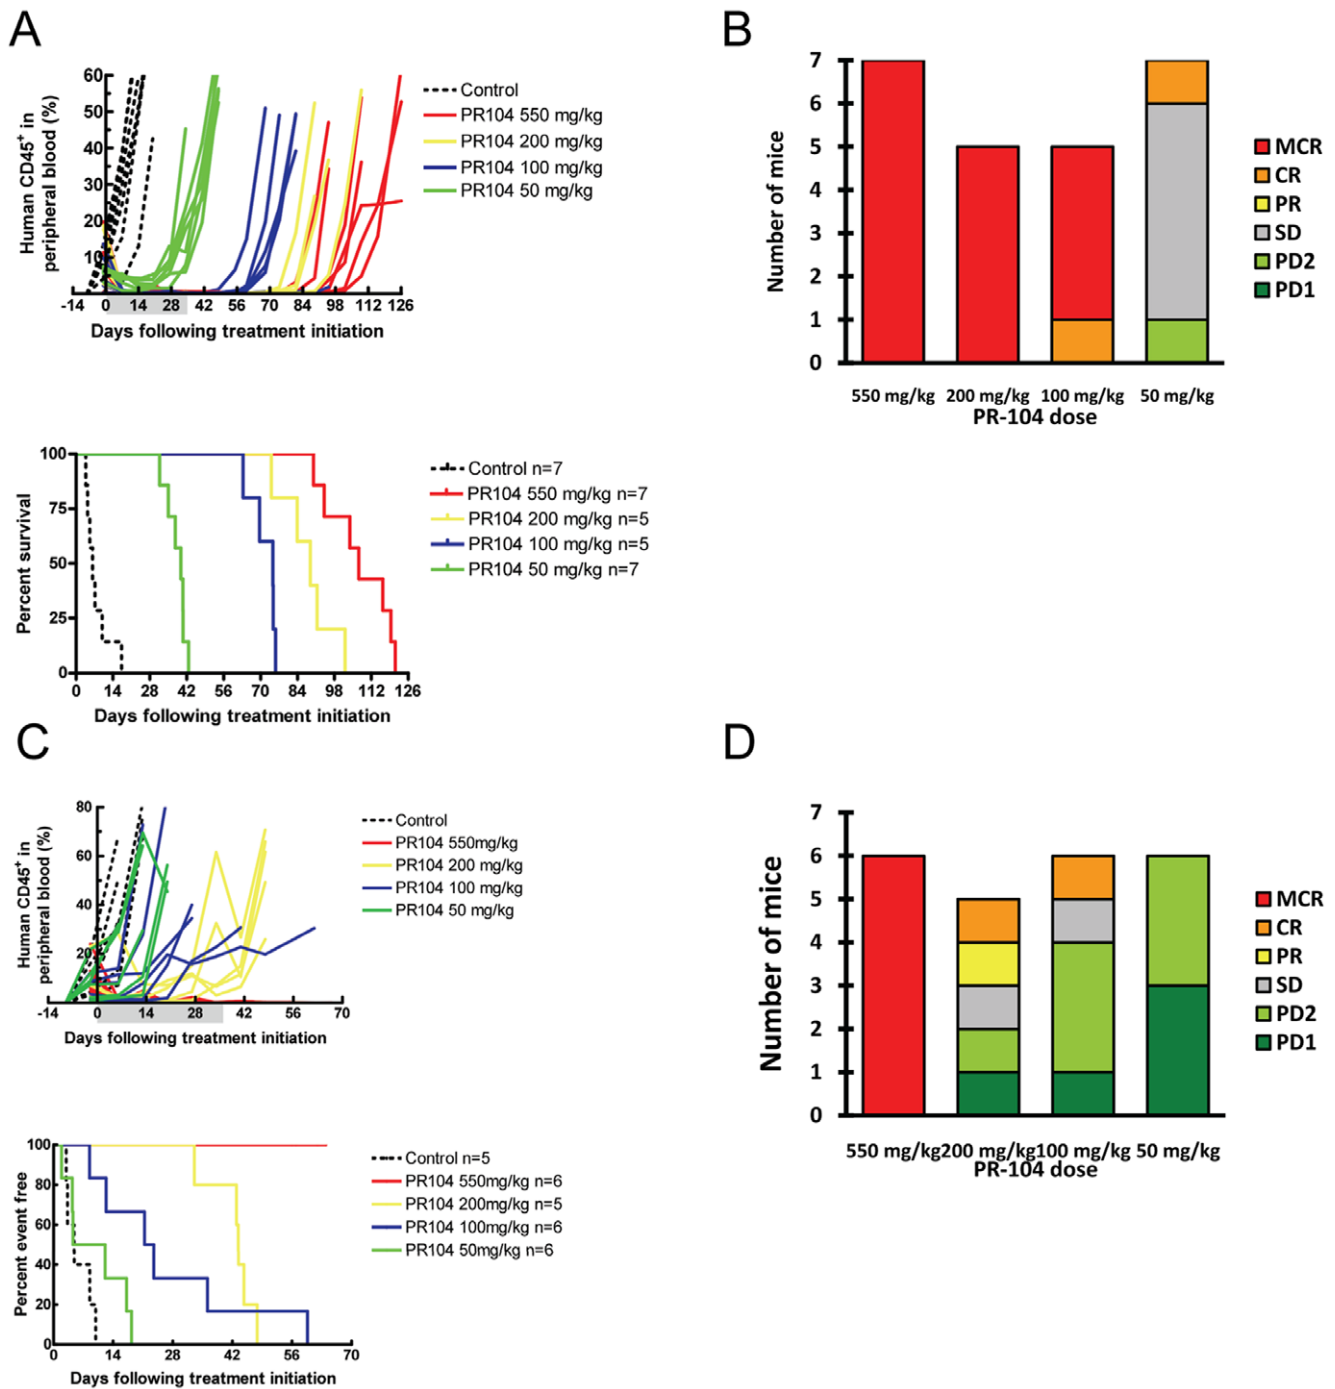 A
60
50
40
30
20
10
Human CD45+ in
peripheral blood (%)
-14 0 14 28 42 56 70 84 98 112 126
Days following treatment initiation
Control
PR104 550 mg/kg
PR104 200 mg/kg
PR104 100 mg/kg
PR104 50 mg/kg
B
7
6
5
4
3
2
1
0
Number of mice
550 mg/kg 200 mg/kg 100 mg/kg 50 mg/kg
PR-104 dose
MCR
CR
PR
SD
PD2
PD1
100
75
50
25
0
Percent survival
0 14 28 42 56 70 84 98 112 126
Days following treatment initiation
Control n=7
PR104 550 mg/kg n=7
PR104 200 mg/kg n=5
PR104 100 mg/kg n=5
PR104 50 mg/kg n=7
C
80
60
40
20
Human CD45+ in
peripheral blood (%)
-14 0 14 28 42 56 70
Days following treatment initiation
Control
PR104 550mg/kg
PR104 200 mg/kg
PR104 100 mg/kg
PR104 50 mg/kg
D
7
6
5
4
3
2
1
0
Number of mice
550 mg/kg 200 mg/kg 100 mg/kg 50 mg/kg
PR-104 dose
MCR
CR
PR
SD
PD2
PD1
100
80
60
40
20
0
Percent event free
0 14 28 42 56 70
Days following treatment initiation
Control n=5
PR104 550mg/kg n=6
PR104 200mg/kg n=5
PR104 100mg/kg n=6
PR104 50mg/kg n=6